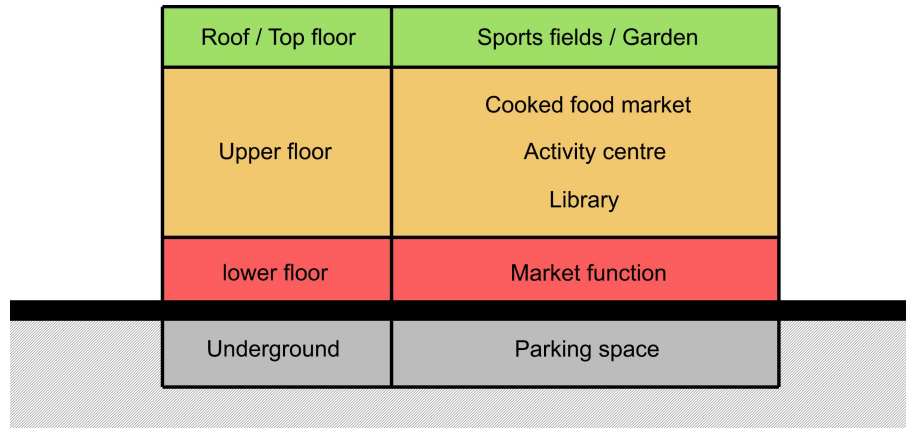 Roof / Top floor
Sports fields / Garden
Upper floor
Cooked food market
Activity centre
Library
lower floor
Market function
Underground
Parking space